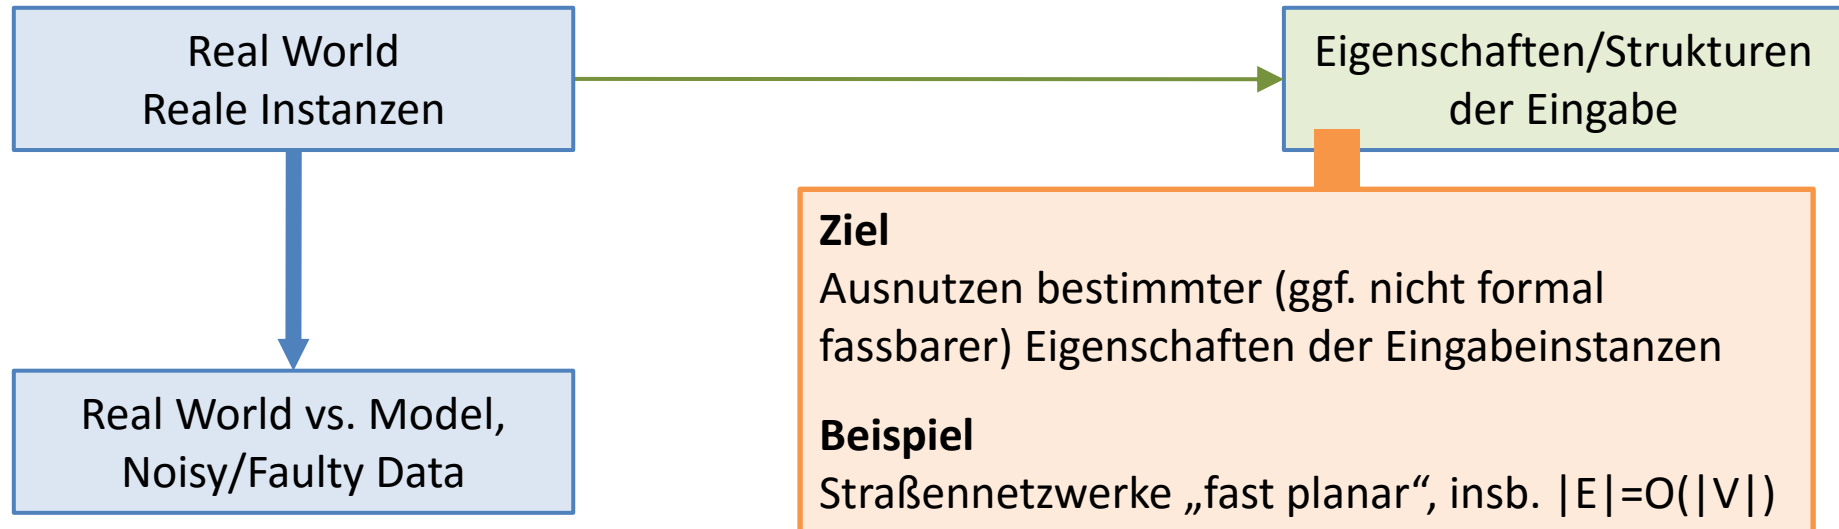 Real World
Reale Instanzen
Eigenschaften/Strukturen
der Eingabe
Ziel
Ausnutzen bestimmter (ggf. nicht formal
fassbarer) Eigenschaften der Eingabeinstanzen
Beispiel
Straßennetzwerke „fast planar“, insb. |E|=O(|V|)
Real World vs. Model,
Noisy/Faulty Data